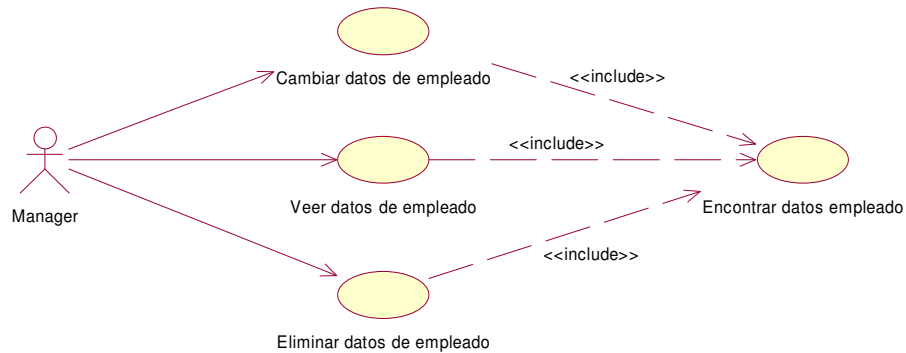 Cambiar datos de empleado
<<include>>
<<include>>
Manager
Veer datos de empleado
Encontrar datos empleado
<<include>>
Eliminar datos de empleado